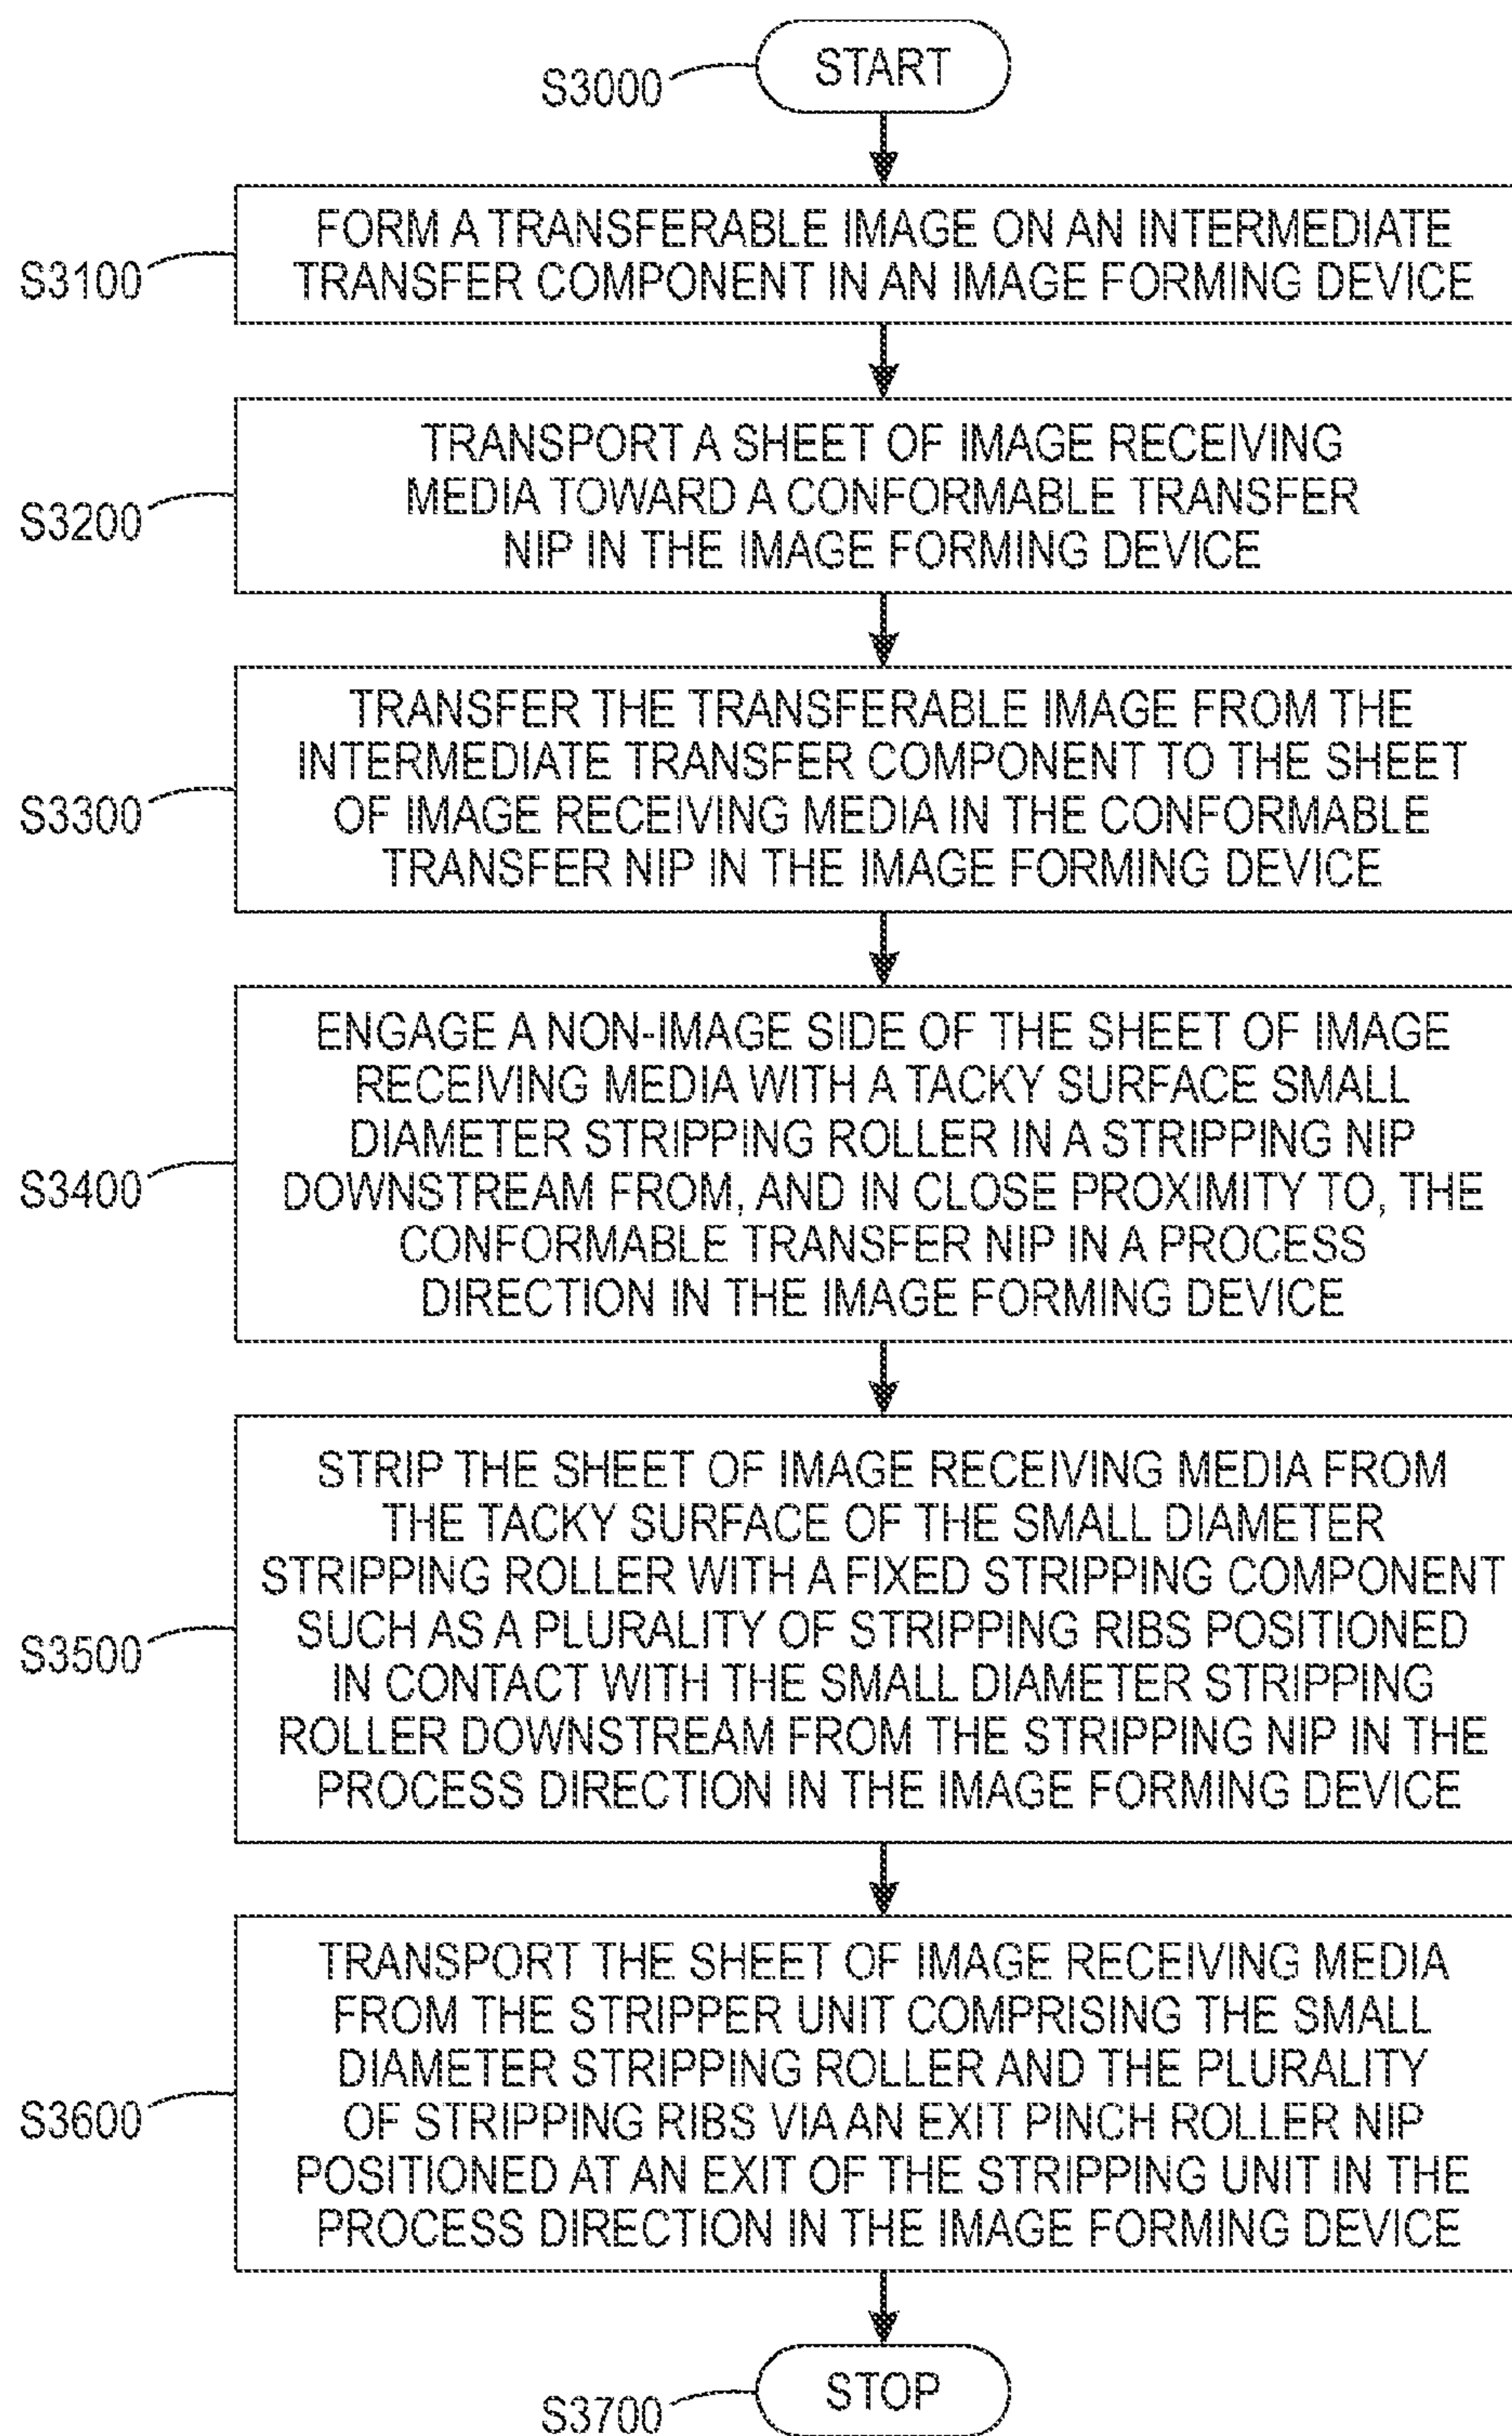 START
S3000
FORM A TRANSFERABLE IMAGE ON AN INTERMEDIATE
TRANSFER COMPONENT IN AN IMAGE FORMING DEVICE
S3100
TRANSPORT A SHEET OF IMAGE RECEIVING
MEDIA TOWARD A CONFORMABLE TRANSFER
NIP IN THE IMAGE FORMING DEVICE
S3200
TRANSFER THE TRANSFERABLE IMAGE FROM THE
INTERMEDIATE TRANSFER COMPONENT TO THE SHEET
OF IMAGE RECEIVING MEDIA IN THE CONFORMABLE
TRANSFER NIP IN THE IMAGE FORMING DEVICE
S3300
ENGAGE A NON-IMAGE SIDE OF THE SHEET OF IMAGE
RECEIVING MEDIA WITH A TACKY SURFACE SMALL
DIAMETER STRIPPING ROLLER IN A STRIPPING NIP
DOWNSTREAM FROM, AND IN CLOSE PROXIMITY TO, THE
CONFORMABLE TRANSFER NIP IN A PROCESS
DIRECTION IN THE IMAGE FORMING DEVICE
S3400
STRIP THE SHEET OF IMAGE RECEIVING MEDIA FROM
THE TACKY SURFACE OF THE SMALL DIAMETER
STRIPPING ROLLER WITH A FIXED STRIPPING COMPONENT
SUCH AS A PLURALITY OF STRIPPING RIBS POSITIONED
IN CONTACT WITH THE SMALL DIAMETER STRIPPING
ROLLER DOWNSTREAM FROM THE STRIPPING NIP IN THE
PROCESS DIRECTION IN THE IMAGE FORMING DEVICE
S3500
TRANSPORT THE SHEET OF IMAGE RECEIVING MEDIA
FROM THE STRIPPER UNIT COMPRISING THE SMALL
DIAMETER STRIPPING ROLLER AND THE PLURALITY
OF STRIPPING RIBS VIA AN EXIT PINCH ROLLER NIP
POSITIONED AT AN EXIT OF THE STRIPPING UNIT IN THE
PROCESS DIRECTION IN THE IMAGE FORMING DEVICE
S3600
STOP
S3700